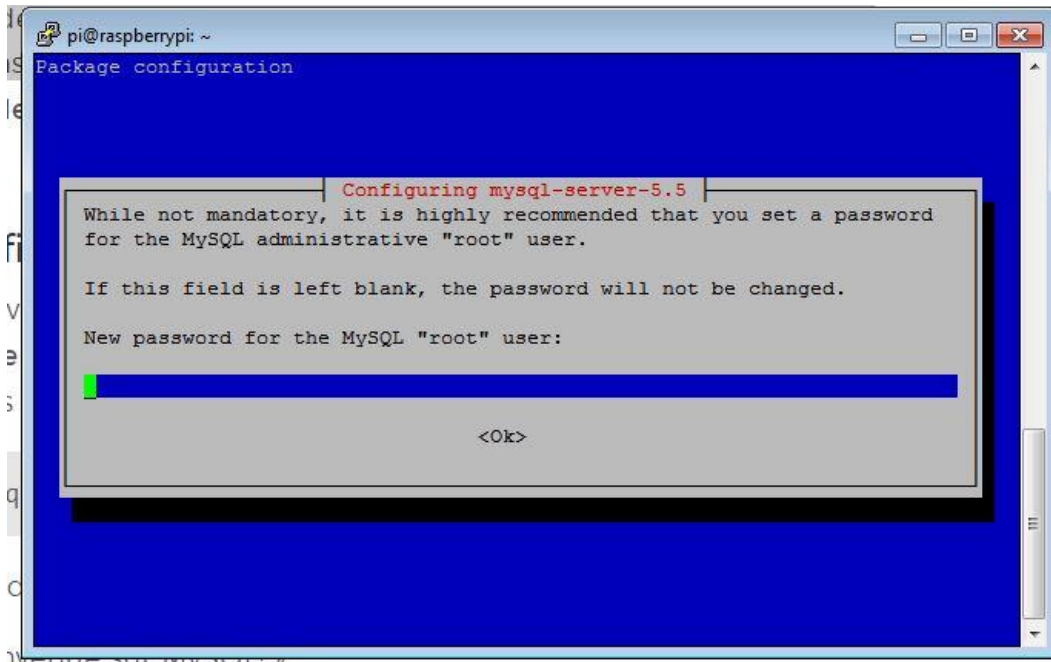 pi@raspberrypi: ~
Package configuration
Configuring mysql-server-5.5
While not mandatory, it is highly recommended that you set a password
for the MySQL administrative "root" user.
If this field is left blank, the password will not be changed.
New password for the MySQL "root" user:
<Ok>